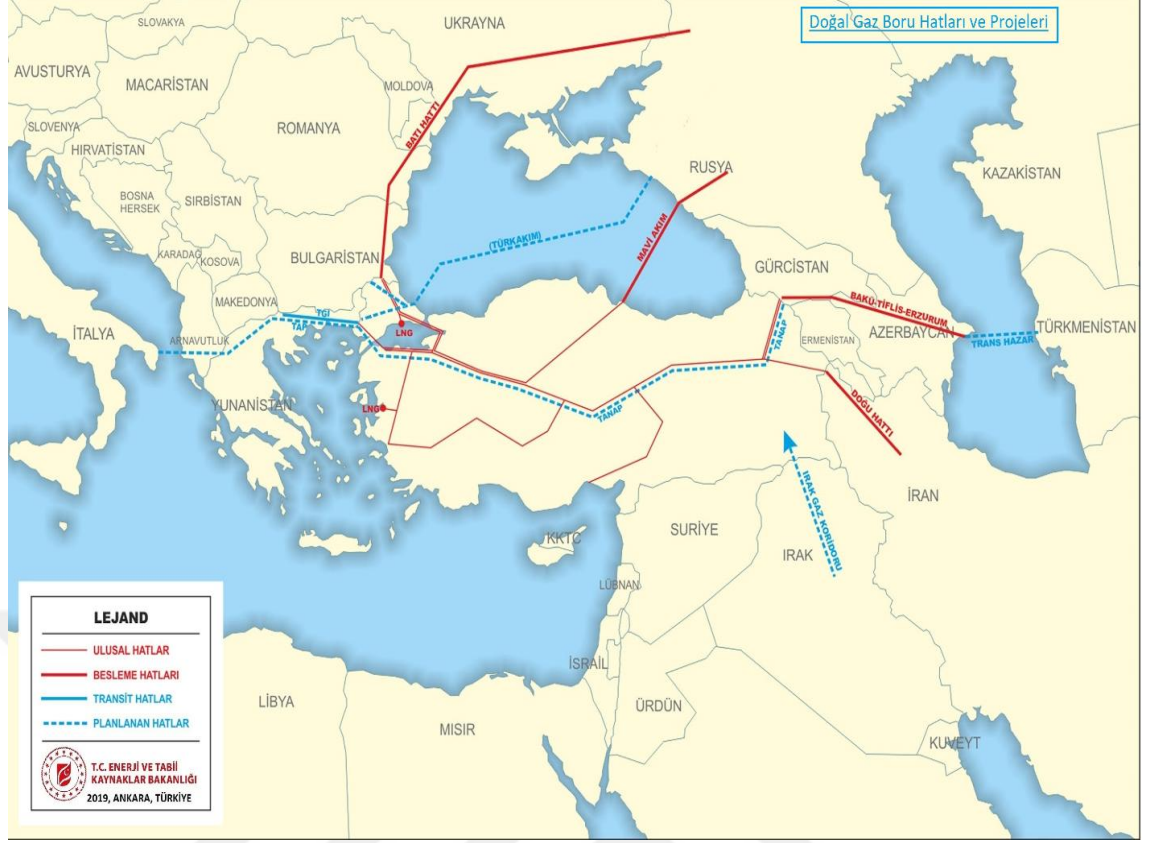 Doğal Gaz Boru Hatları ve Projeleri
SLOVAKYA
UKRAYNA
AVUSTURYA
MACARİSTAN
MOLDOVA
SLOVENYA
ROMANYA
BATI HATTI
HIRVATİSTAN
RUSYA
KAZAKİSTAN
BOSNA
HERSEK
SIRBİSTAN
(TÜRKAKIM)
MAVİ AKIM
KARADAĞ
KOSOVA
BULGARİSTAN
GÜRCİSTAN
MAKEDONYA
BAKÜ-TİFLİS-ERZURUM
İTALYA
TGI
TAP
LNG
TANAP
ERMENİSTAN
AZERBAYCAN
TÜRKMENİSTAN
ARNAVUTLUK
TRANS HAZAR
YUNANİSTAN
LNG
TANAP
DOĞU HATTI
IRAK GAZ KORİDORU
İRAN
SURİYE
KKTC
IRAK
LÜBNAN
İSRAİL
ÜRDÜN
LİBYA
MISIR
KUVEYT
LEJAND
ULUSAL HATLAR
BESLEME HATLARI
TRANSİT HATLAR
PLANLANAN HATLAR
T.C. ENERJİ VE TABİİ
KAYNAKLAR BAKANLIĞI
2019, ANKARA, TÜRKİYE